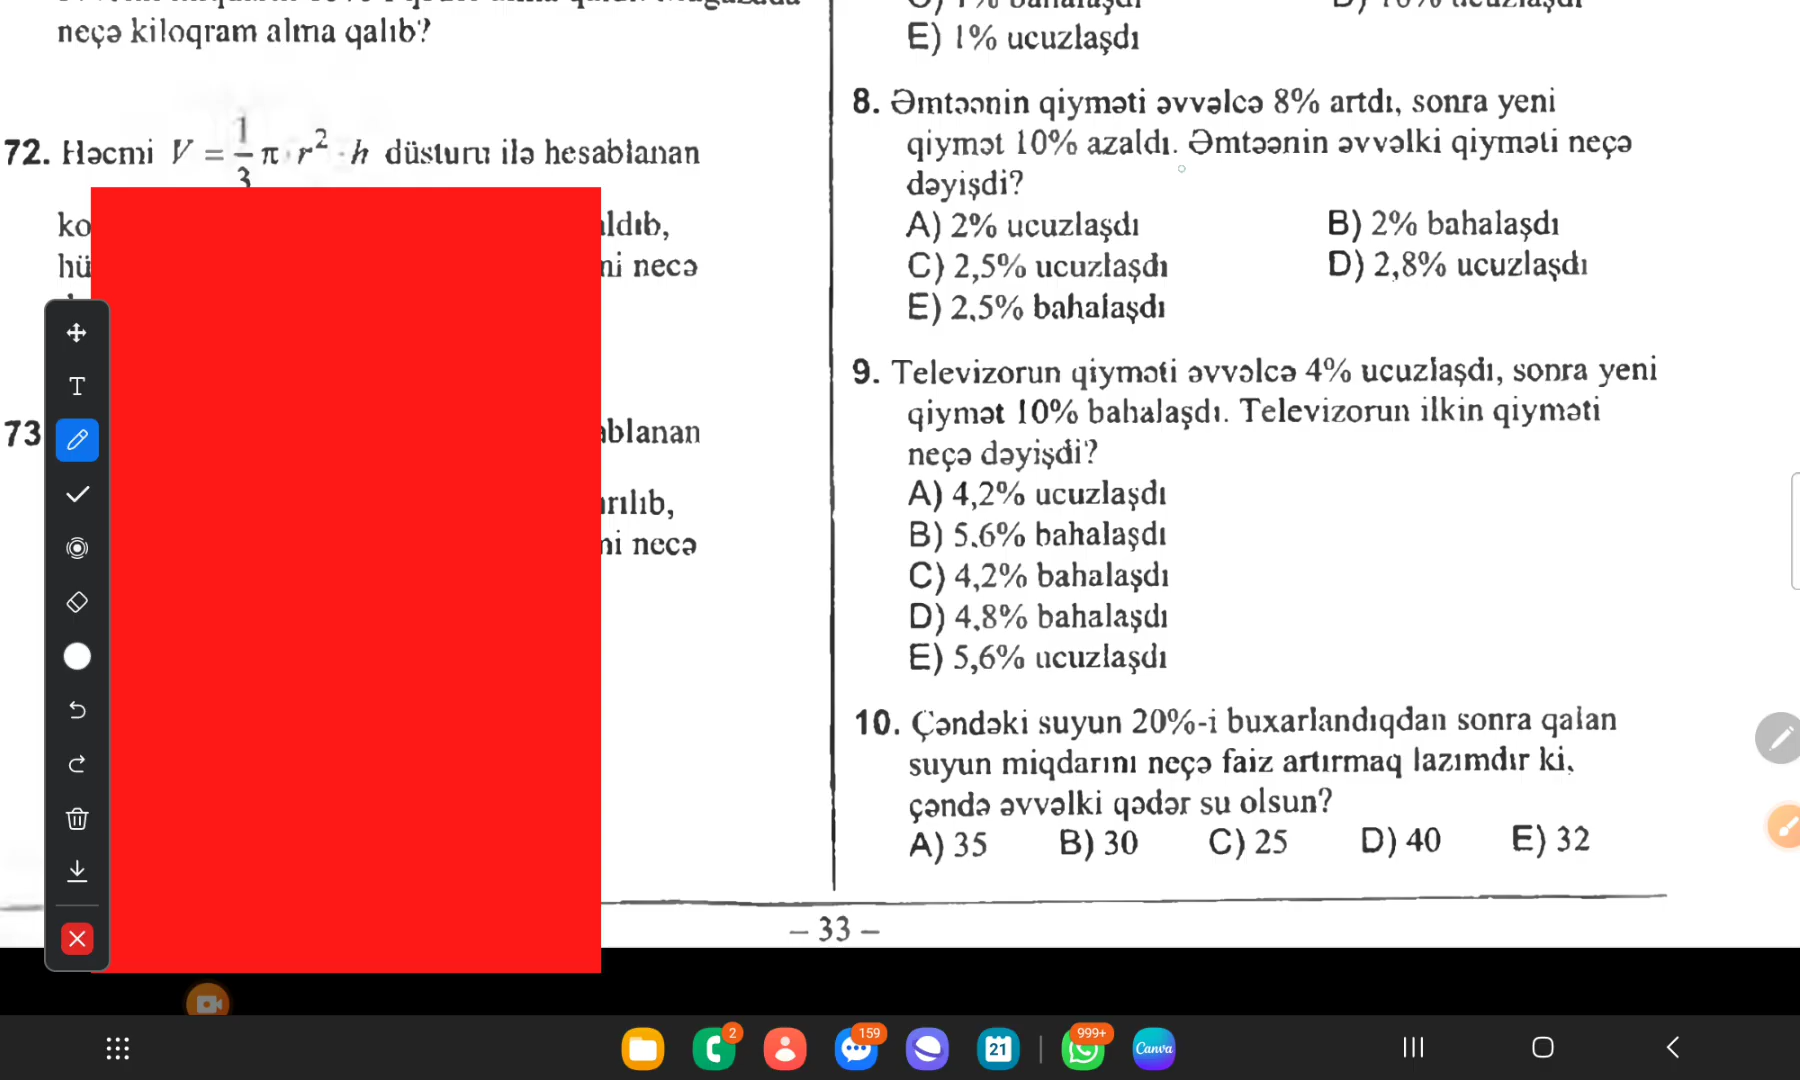 neçə kiloqram alma qalıb?
72. Həcmi V = 1/3 π · r² · h düsturu ilə hesablanan
ko
ldıb,
hü
ni necə
73
blanan
rılıb,
ni necə
E) 1% ucuzlaşdı
8. Əmtəənin qiyməti əvvəlcə 8% artdı, sonra yeni
qiymət 10% azaldı. Əmtəənin əvvəlki qiyməti neçə
dəyişdi?
A) 2% ucuzlaşdı B) 2% bahalaşdı
C) 2,5% ucuzlaşdı D) 2,8% ucuzlaşdı
E) 2,5% bahalaşdı
9. Televizorun qiyməti əvvəlcə 4% ucuzlaşdı, sonra yeni
qiymət 10% bahalaşdı. Televizorun ilkin qiyməti
neçə dəyişdi?
A) 4,2% ucuzlaşdı
B) 5,6% bahalaşdı
C) 4,2% bahalaşdı
D) 4,8% bahalaşdı
E) 5,6% ucuzlaşdı
10. Çəndəki suyun 20%-i buxarlandıqdan sonra qalan
suyun miqdarını neçə faiz artırmaq lazımdır ki,
çəndə əvvəlki qədər su olsun?
A) 35 B) 30 C) 25 D) 40 E) 32
– 33 –
T
2
159
21
999+
Canva